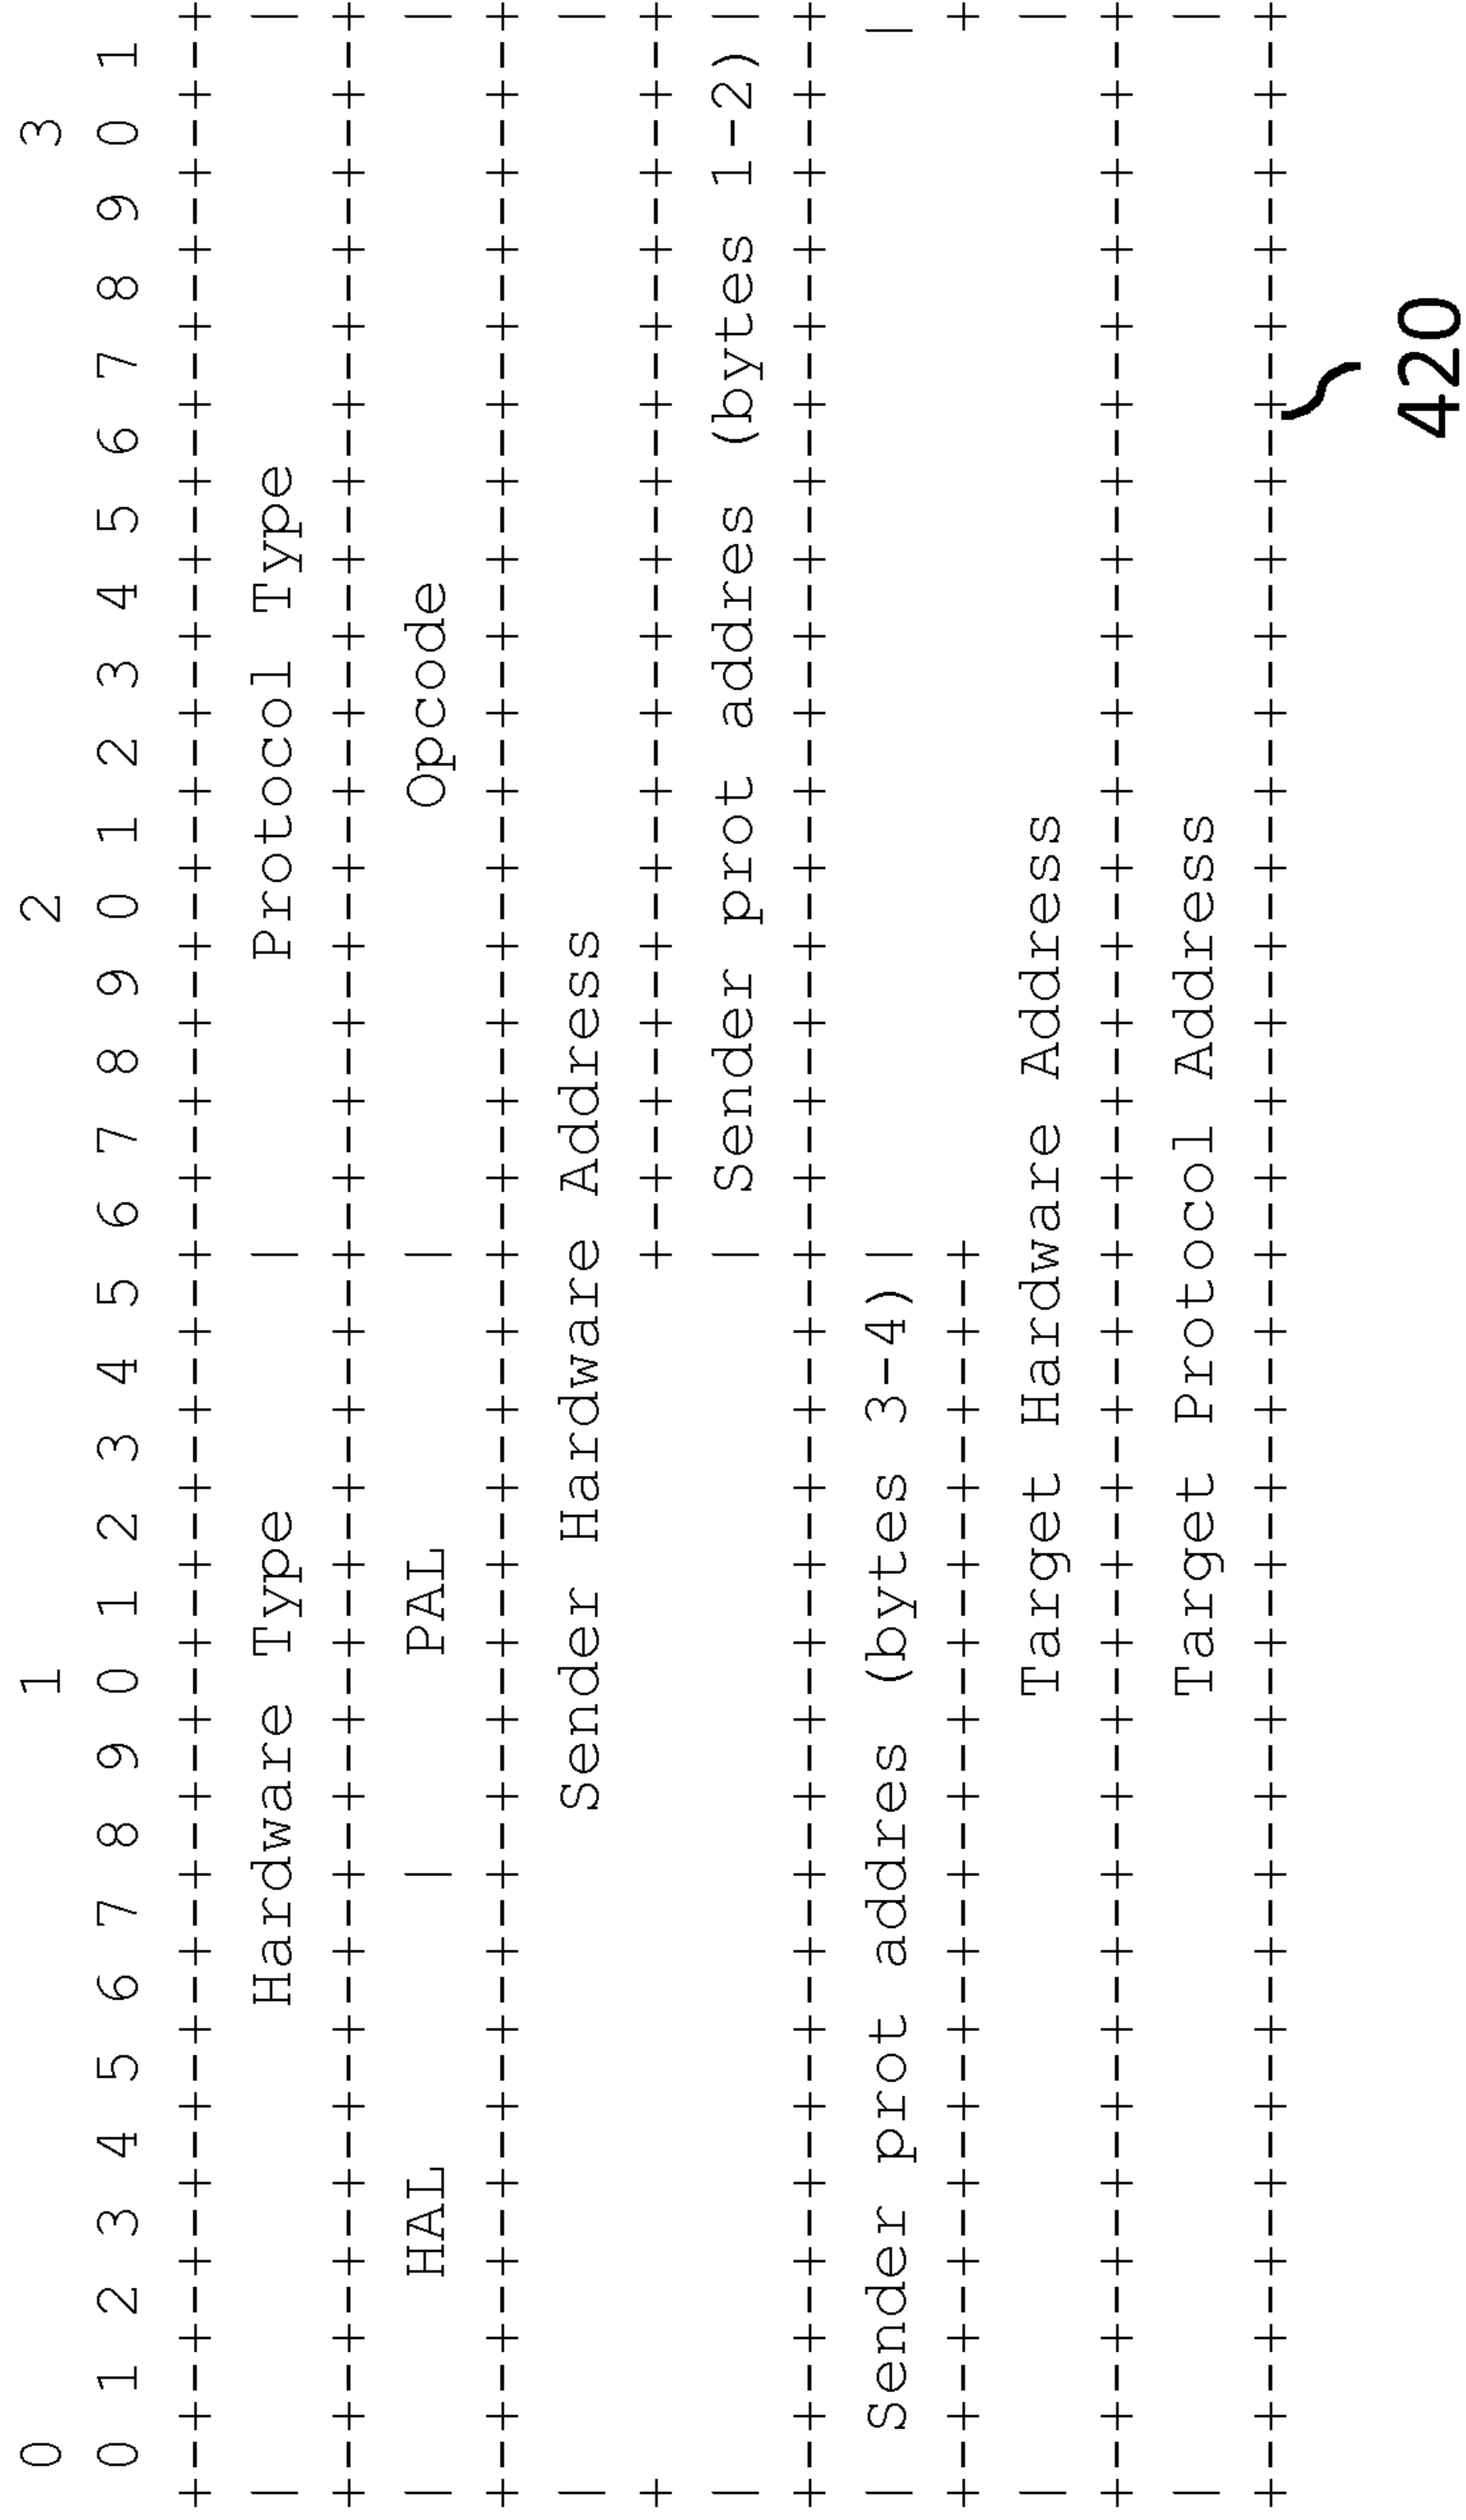 0                   1                   2                   3
 0 1 2 3 4 5 6 7 8 9 0 1 2 3 4 5 6 7 8 9 0 1 2 3 4 5 6 7 8 9 0 1
+-+-+-+-+-+-+-+-+-+-+-+-+-+-+-+-+-+-+-+-+-+-+-+-+-+-+-+-+-+-+-+-+
|            Hardware Type      |       Protocol Type           |
+-+-+-+-+-+-+-+-+-+-+-+-+-+-+-+-+-+-+-+-+-+-+-+-+-+-+-+-+-+-+-+-+
|     HAL       |     PAL       |           Opcode              |
+-+-+-+-+-+-+-+-+-+-+-+-+-+-+-+-+-+-+-+-+-+-+-+-+-+-+-+-+-+-+-+-+
|                 Sender Hardware Address                       |
+                               +-+-+-+-+-+-+-+-+-+-+-+-+-+-+-+-+
|                               | Sender prot addres (bytes 1-2)|
+-+-+-+-+-+-+-+-+-+-+-+-+-+-+-+-+-+-+-+-+-+-+-+-+-+-+-+-+-+-+-+-+
| Sender prot addres (bytes 3-4)|                               |
+-+-+-+-+-+-+-+-+-+-+-+-+-+-+-+-+                               +
|                    Target Hardware Address                    |
+-+-+-+-+-+-+-+-+-+-+-+-+-+-+-+-+-+-+-+-+-+-+-+-+-+-+-+-+-+-+-+-+
|                    Target Protocol Address                    |
+-+-+-+-+-+-+-+-+-+-+-+-+-+-+-+-+-+-+-+-+-+-+-+-+-+-+-+-+-+-+-+-+
420